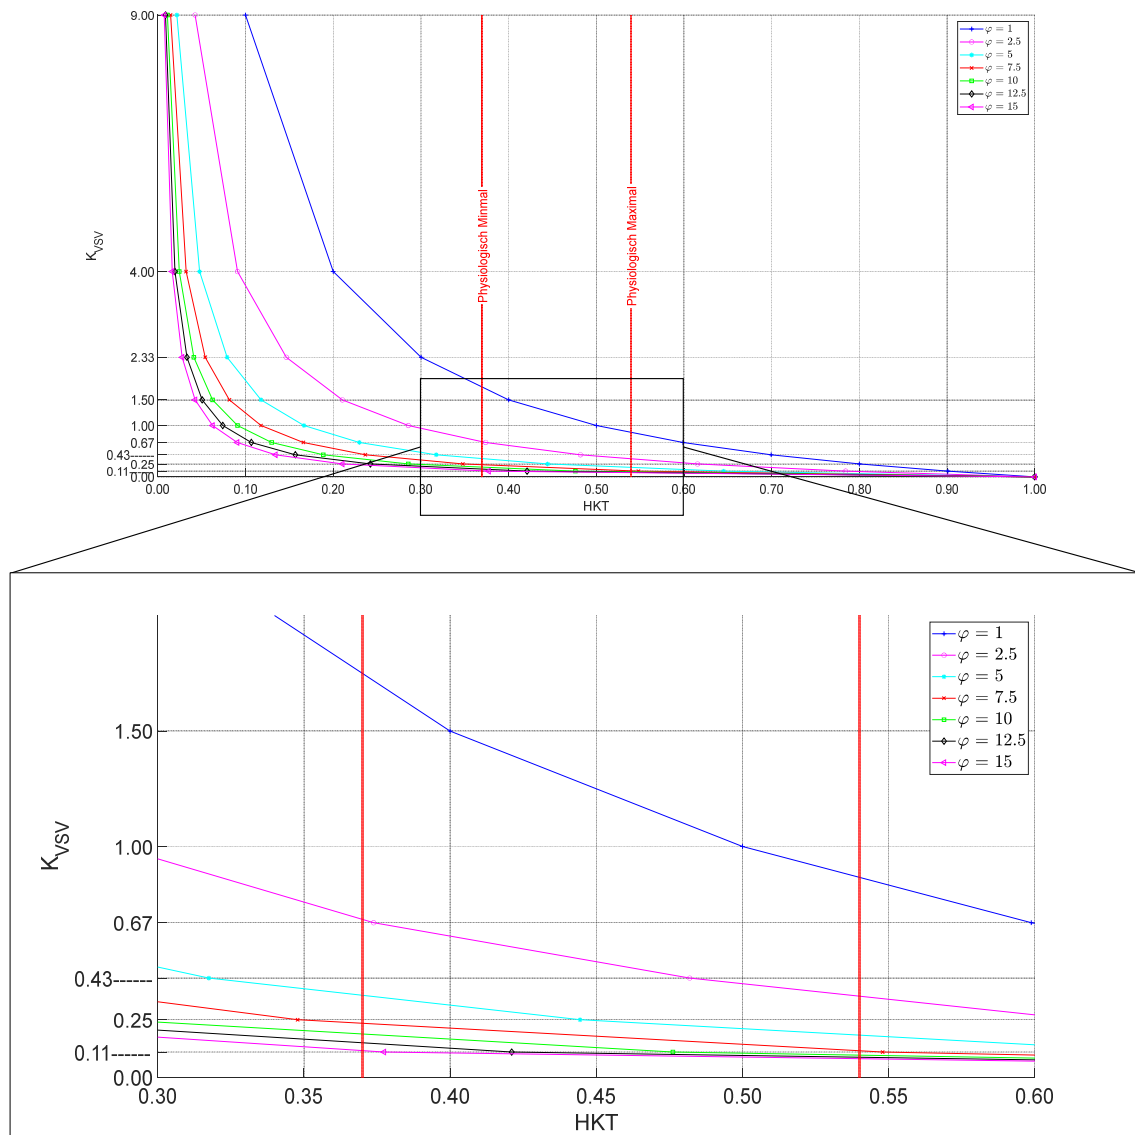 9.00
4.00
2.33
1.50
1.00
0.67
0.43------
0.25
0.11------
0.00
K_VSV
Physiologisch Minmal
Physiologisch Maximal
φ = 1
φ = 2.5
φ = 5
φ = 7.5
φ = 10
φ = 12.5
φ = 15
0.00 0.10 0.20 0.30 0.40 0.50 0.60 0.70 0.80 0.90 1.00
HKT
φ = 1
φ = 2.5
φ = 5
φ = 7.5
φ = 10
φ = 12.5
φ = 15
1.50
1.00
0.67
0.43------
0.25
0.11------
0.00
K_VSV
0.30 0.35 0.40 0.45 0.50 0.55 0.60
HKT